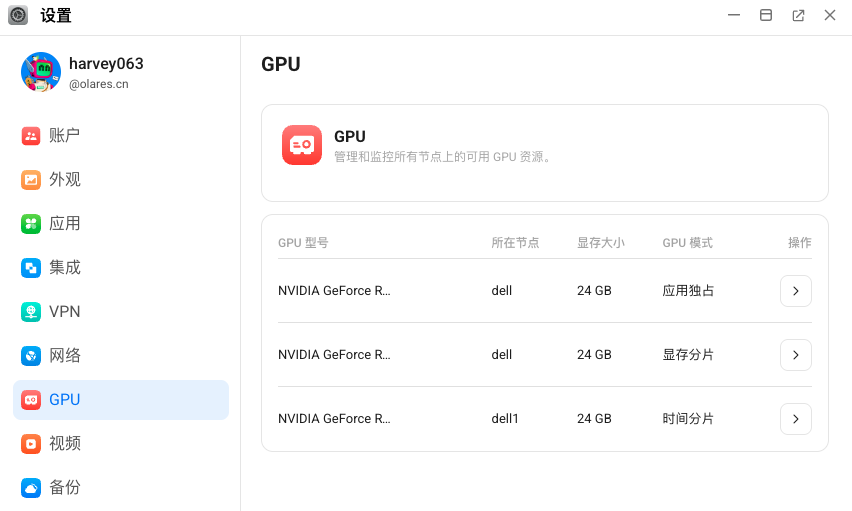 设置
harvey063
@olares.cn
账户
外观
应用
集成
VPN
网络
GPU
视频
备份
GPU
GPU
管理和监控所有节点上的可用 GPU 资源。
GPU 型号 所在节点 显存大小 GPU 模式 操作
NVIDIA GeForce R... dell 24 GB 应用独占
NVIDIA GeForce R... dell 24 GB 显存分片
NVIDIA GeForce R... dell1 24 GB 时间分片